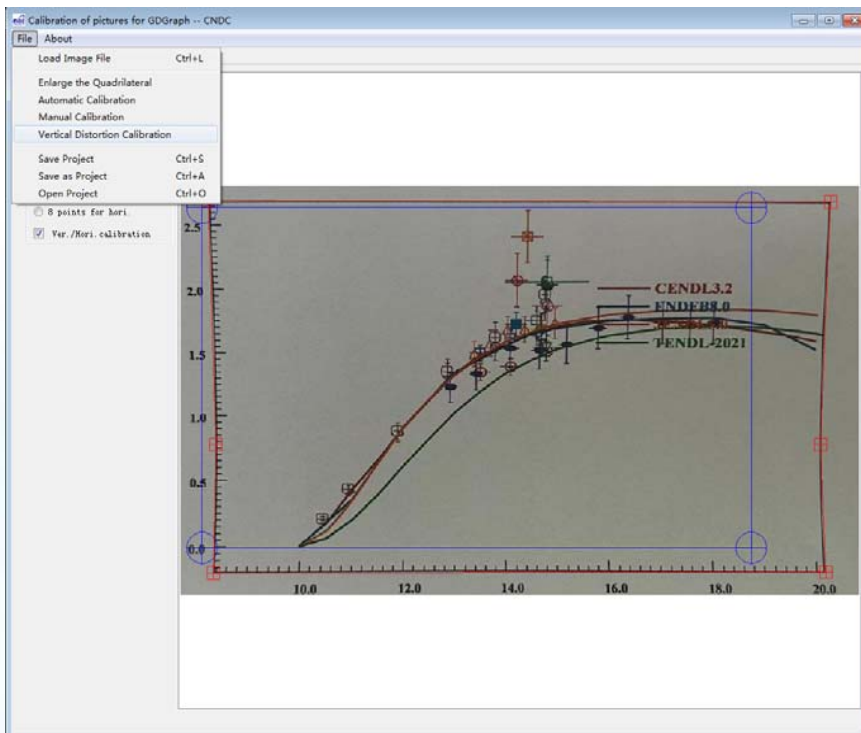 Calibration of pictures for GDGraph -- CNDC
File About
Load Image File Ctrl+L
Enlarge the Quadrilateral
Automatic Calibration
Manual Calibration
Vertical Distortion Calibration
Save Project Ctrl+S
Save as Project Ctrl+A
Open Project Ctrl+O
8 points for hori.
Ver./Hori.calibration
2.5
2.0
CENDL3.2
ENDFB8.0
TENDL-2021
1.5
1.0
0.5
0.0
10.0 12.0 14.0 16.0 18.0 20.0